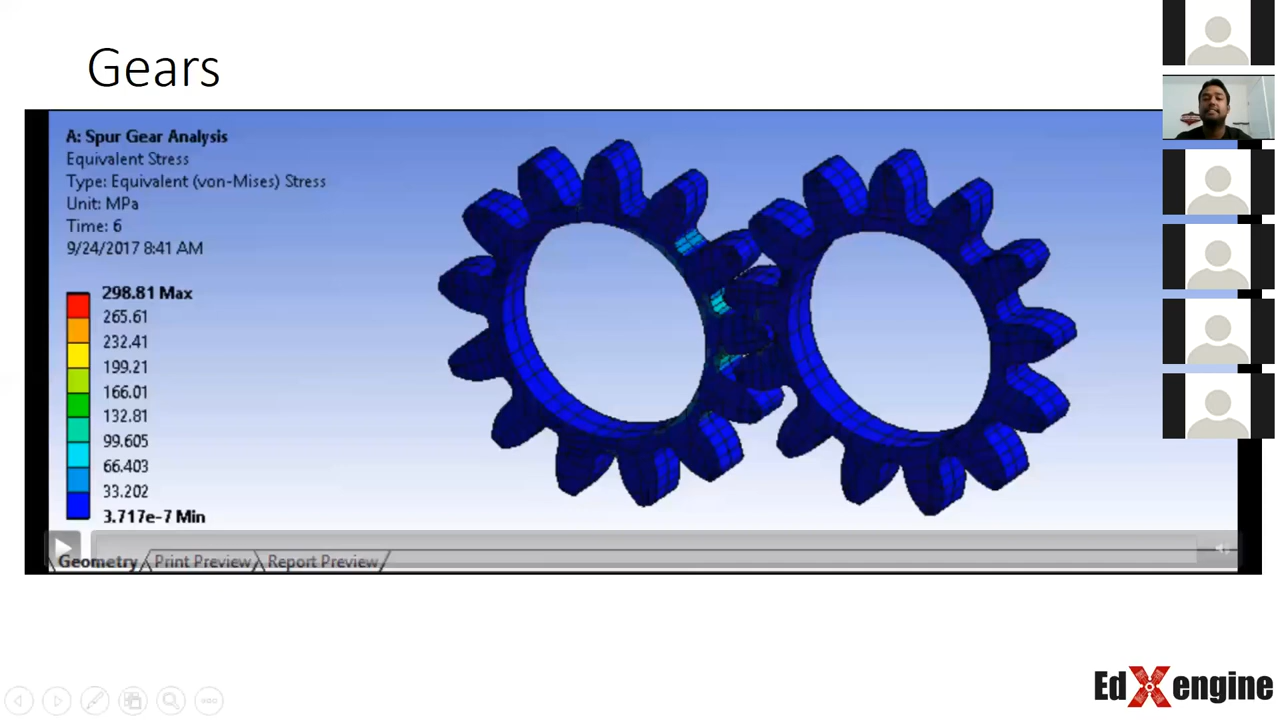 Gears
A: Spur Gear Analysis
Equivalent Stress
Type: Equivalent (von-Mises) Stress
Unit: MPa
Time: 6
9/24/2017 8:41 AM
298.81 Max
265.61
232.41
199.21
166.01
132.81
99.605
66.403
33.202
3.717e-7 Min
Geometry Print Preview Report Preview
EdXengine